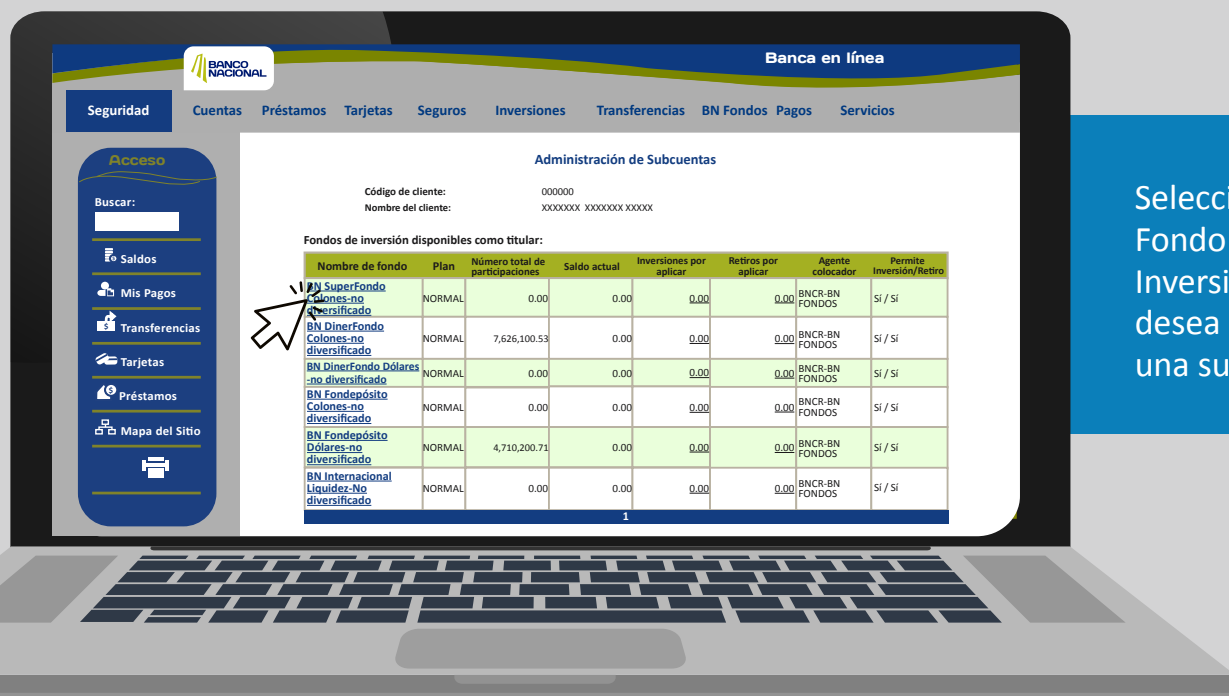 BANCO
NACIONAL
Banca en línea
Seguridad Cuentas Préstamos Tarjetas Seguros Inversiones Transferencias BN Fondos Pagos Servicios
Acceso
Buscar:
Saldos
Mis Pagos
Transferencias
Tarjetas
Préstamos
Mapa del Sitio
Administración de Subcuentas
Código de cliente: 000000
Nombre del cliente: XXXXXXX XXXXXXX XXXXX
Fondos de inversión disponibles como titular:
Nombre de fondo Plan Número total de participaciones Saldo actual Inversiones por aplicar Retiros por aplicar Agente colocador Permite Inversión/Retiro
BN SuperFondo
Colones-no
diversificado
NORMAL 0.00 0.00 0.00 0.00 BNCR-BN FONDOS Sí / Sí
BN DinerFondo
Colones-no
diversificado
NORMAL 7,626,100.53 0.00 0.00 0.00 BNCR-BN FONDOS Sí / Sí
BN DinerFondo Dólares
-no diversificado
NORMAL 0.00 0.00 0.00 0.00 BNCR-BN FONDOS Sí / Sí
BN Fondepósito
Colones-no
diversificado
NORMAL 0.00 0.00 0.00 0.00 BNCR-BN FONDOS Sí / Sí
BN Fondepósito
Dólares-no
diversificado
NORMAL 4,710,200.71 0.00 0.00 0.00 BNCR-BN FONDOS Sí / Sí
BN Internacional
Liquidez-No
diversificado
NORMAL 0.00 0.00 0.00 0.00 BNCR-BN FONDOS Sí / Sí
1
Fondo
desea
una